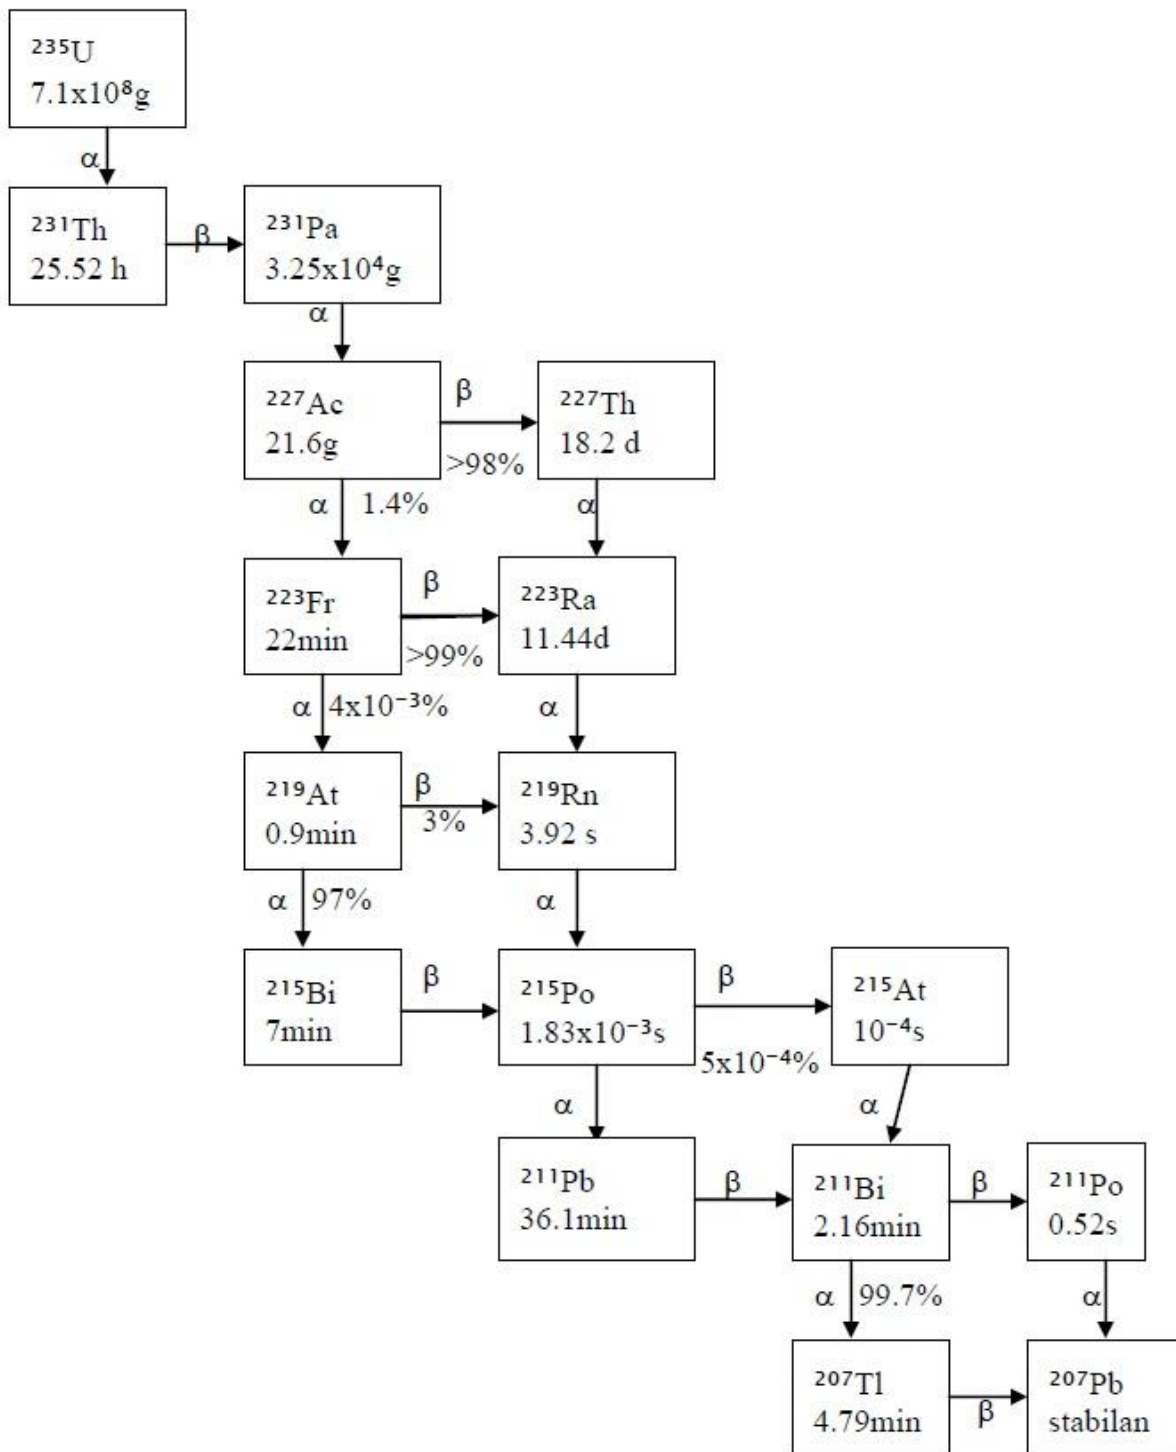 ²³⁵U
7.1x10⁸g
α
²³¹Th
25.52 h
β
²³¹Pa
3.25x10⁴g
α
²²⁷Ac
21.6g
β
>98%
²²⁷Th
18.2 d
α
1.4%
α
²²³Fr
22min
β
>99%
²²³Ra
11.44d
α
4x10⁻³%
α
²¹⁹At
0.9min
β
3%
²¹⁹Rn
3.92 s
α
97%
α
²¹⁵Bi
7min
β
²¹⁵Po
1.83x10⁻³s
β
5x10⁻⁴%
²¹⁵At
10⁻⁴s
α
α
²¹¹Pb
36.1min
β
²¹¹Bi
2.16min
β
²¹¹Po
0.52s
α
99.7%
α
²⁰⁷Tl
4.79min
β
²⁰⁷Pb
stabilan